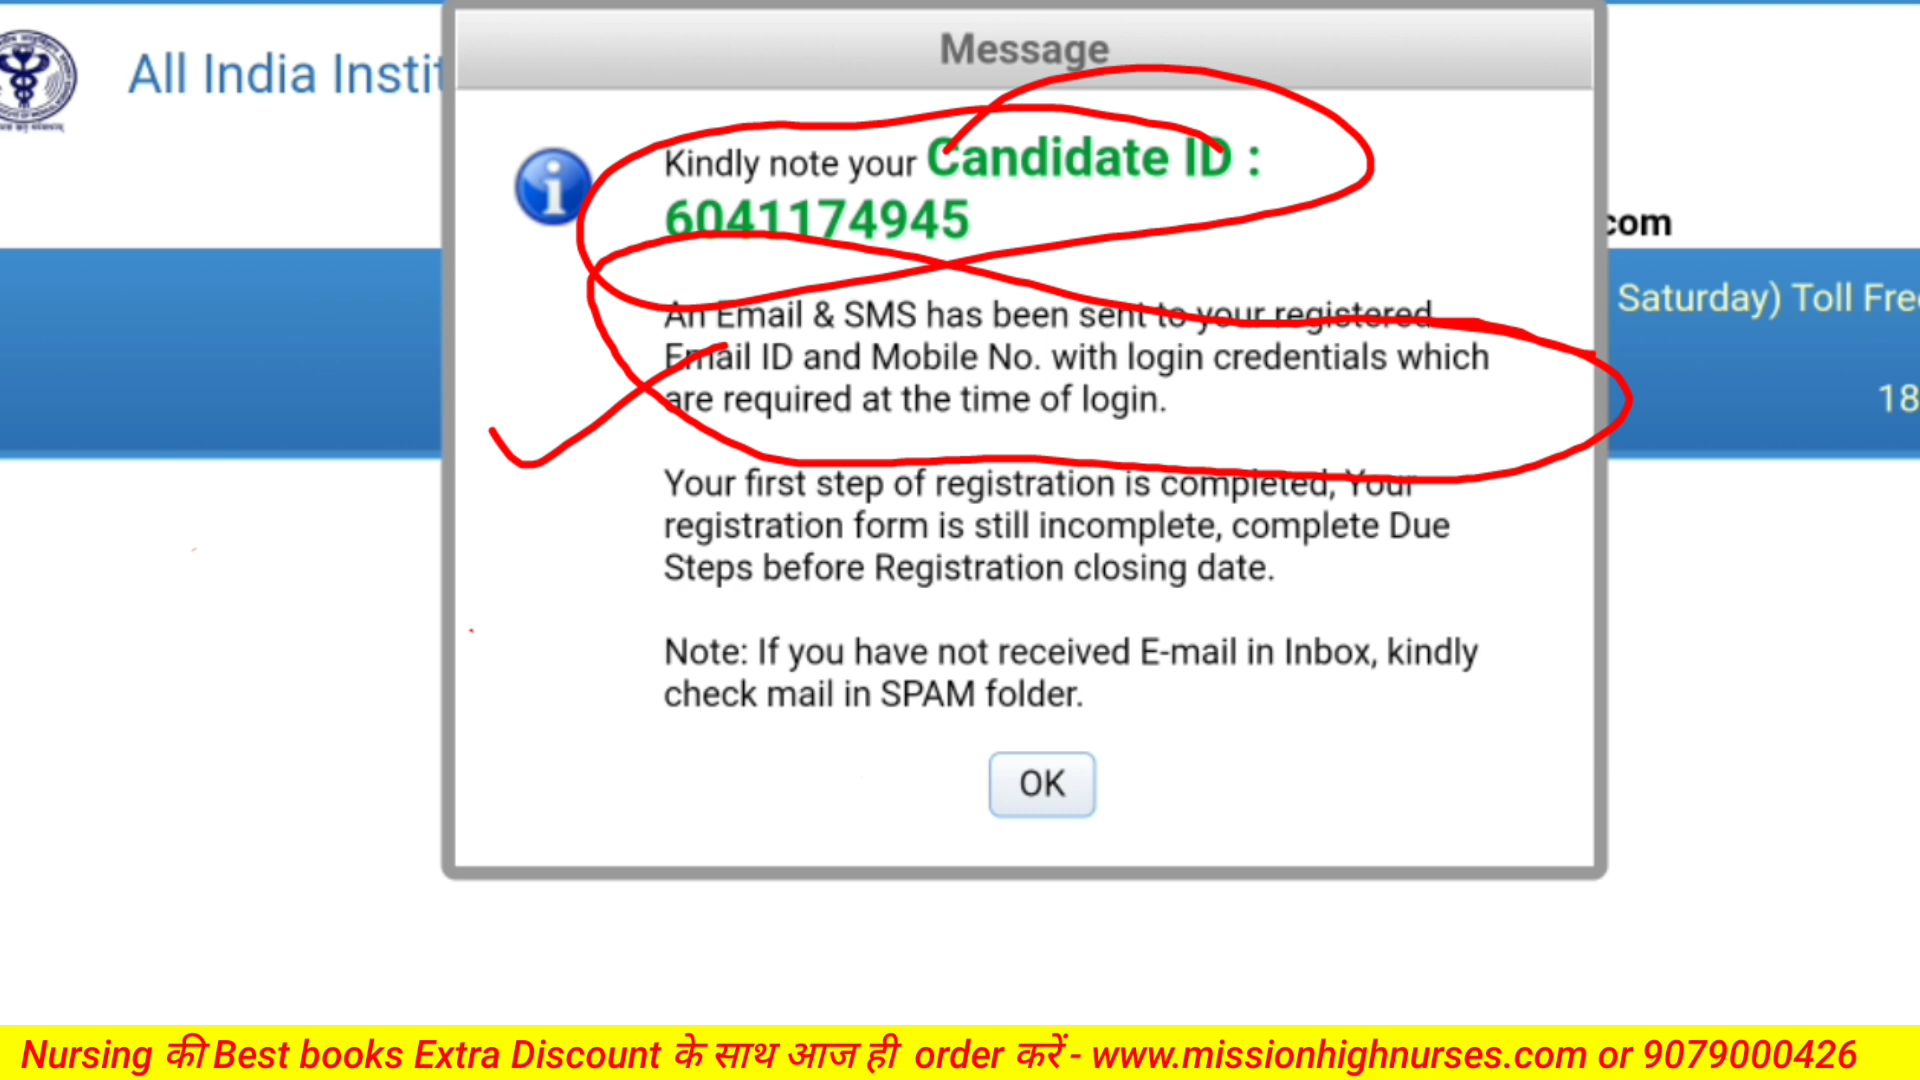 All India Instit
Message
Kindly note your Candidate ID :
6041174945
An Email & SMS has been sent to your registered
Email ID and Mobile No. with login credentials which
are required at the time of login.
Your first step of registration is completed, Your
registration form is still incomplete, complete Due
Steps before Registration closing date.
Note: If you have not received E-mail in Inbox, kindly
check mail in SPAM folder.
OK
com
Saturday) Toll Free
18
Nursing की Best books Extra Discount के साथ आज ही order करें - www.missionhighnurses.com or 9079000426